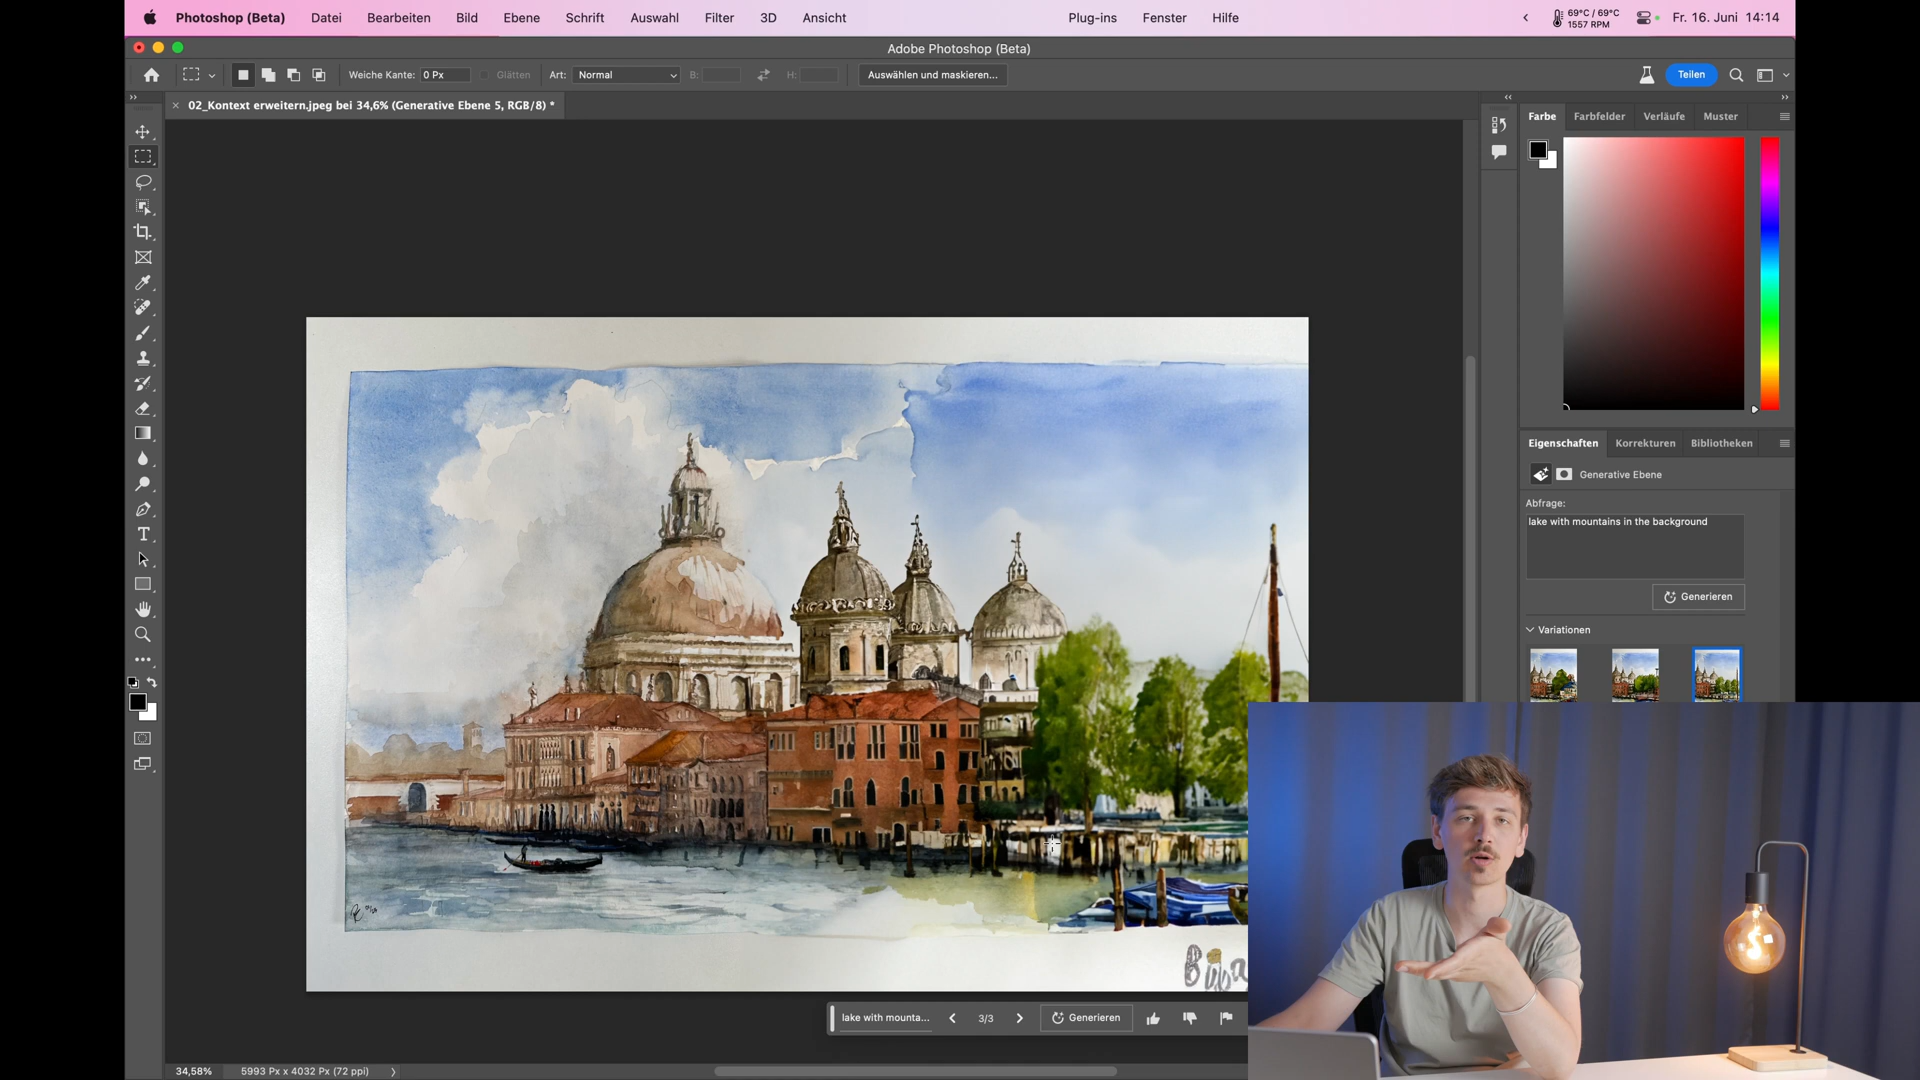 Photoshop (Beta) Datei Bearbeiten Bild Ebene Schrift Auswahl Filter 3D Ansicht Plug-ins Fenster Hilfe 69°C / 69°C Fr. 16. Juni 14:14
1557 RPM
Adobe Photoshop (Beta)
Weiche Kante: 0 Px Glätten Art: Normal B: H: Auswählen und maskieren... Teilen
02_Kontext erweitern.jpeg bei 34,6% (Generative Ebene 5, RGB/8) *
Farbe Farbfelder Verläufe Muster
Eigenschaften Korrekturen Bibliotheken
Generative Ebene
Abfrage:
lake with mountains in the background
Generieren
Variationen
lake with mounta... 3/3 Generieren
34,58% 5993 Px x 4032 Px (72 ppi)